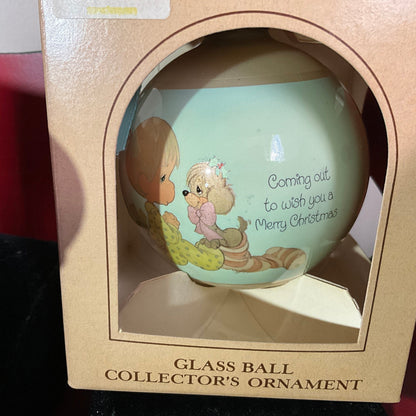 Coming out
to wish you a
Merry Christmas
GLASS BALL
COLLECTOR'S ORNAMENT